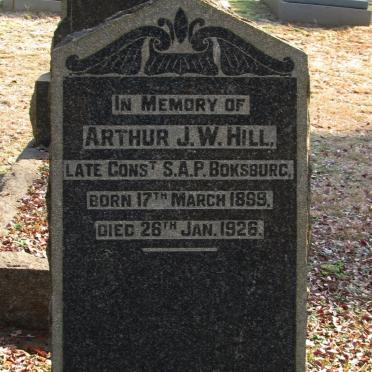 IN MEMORY OF
ARTHUR J.W. HILL,
LATE CONST S.A.P. BOKSBURG,
BORN 17TH MARCH 1899,
DIED 26TH JAN. 1926.